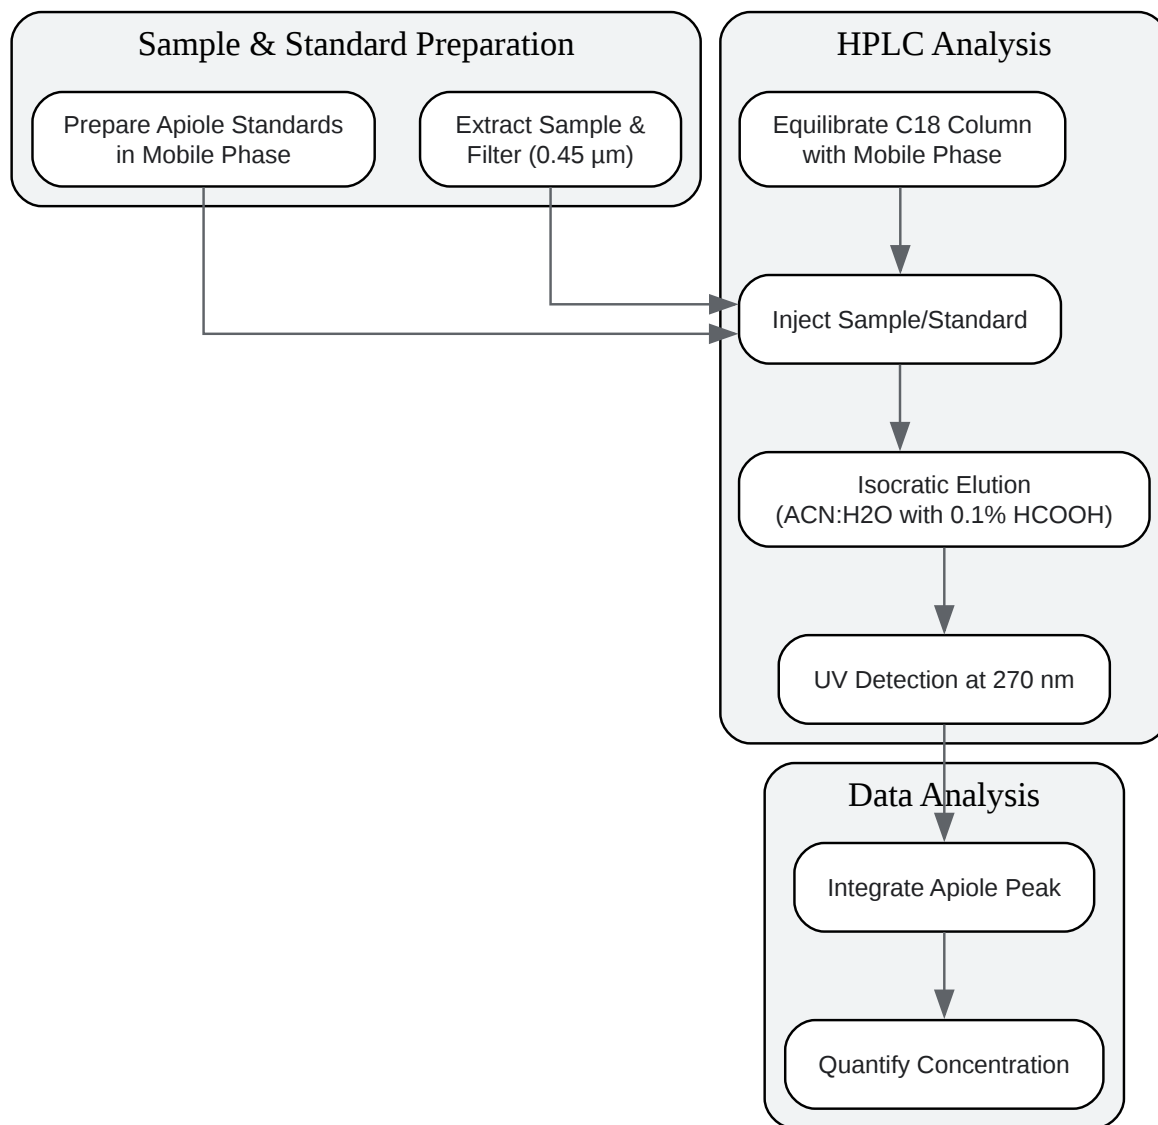 Sample & Standard Preparation
Prepare Apiole Standards
in Mobile Phase
Extract Sample &
Filter (0.45 µm)
HPLC Analysis
Equilibrate C18 Column
with Mobile Phase
Inject Sample/Standard
Isocratic Elution
(ACN:H2O with 0.1% HCOOH)
UV Detection at 270 nm
Data Analysis
Integrate Apiole Peak
Quantify Concentration